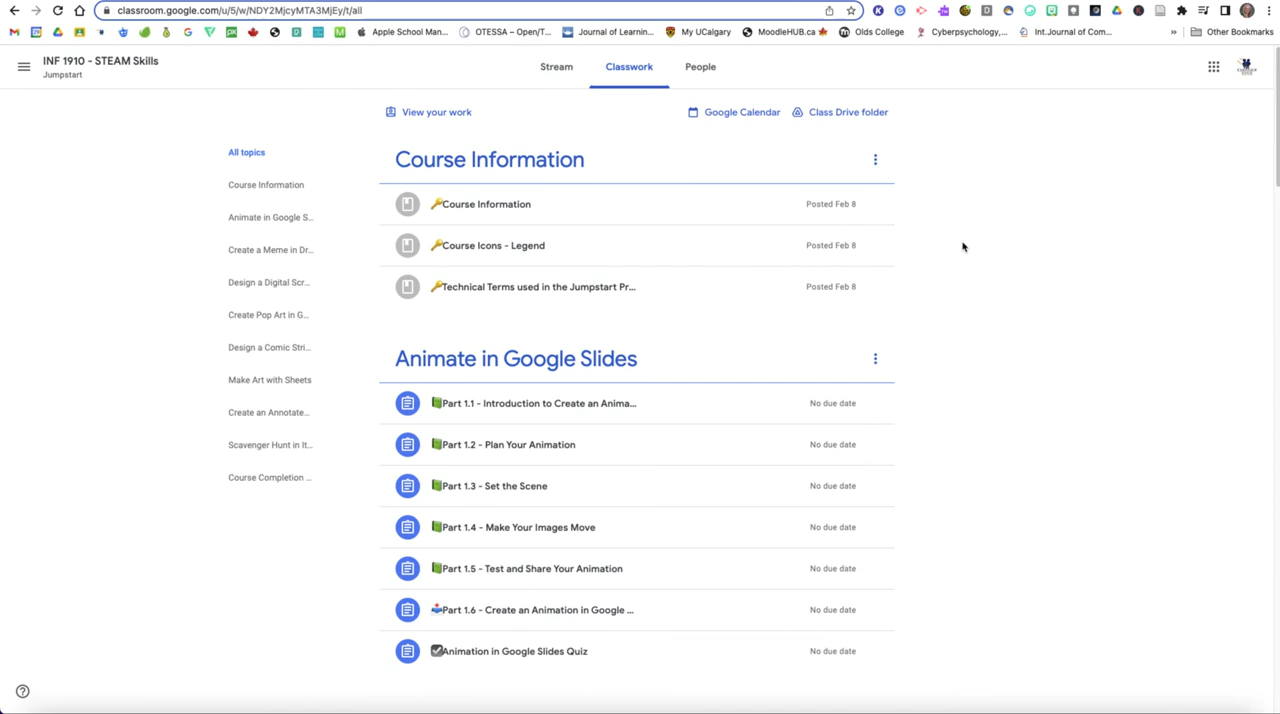 classroom.google.com/u/5/w/NDY2MjcyMTA3MjEy/t/all
Apple School Man...
OTESSA – Open/T...
Journal of Learnin...
My UCalgary
MoodleHUB.ca
Olds College
Cyberpsychology,...
Int.Journal of Com...
»
Other Bookmarks
INF 1910 - STEAM Skills
Jumpstart
Stream
Classwork
People
View your work
Google Calendar
Class Drive folder
All topics
Course Information
Animate in Google S...
Create a Meme in Dr...
Design a Digital Scr...
Create Pop Art in G...
Design a Comic Stri...
Make Art with Sheets
Create an Annotate...
Scavenger Hunt in It...
Course Completion ...
Course Information
🔑Course Information
Posted Feb 8
🔑Course Icons - Legend
Posted Feb 8
🔑Technical Terms used in the Jumpstart Pr...
Posted Feb 8
Animate in Google Slides
📗Part 1.1 - Introduction to Create an Anima...
No due date
📗Part 1.2 - Plan Your Animation
No due date
📗Part 1.3 - Set the Scene
No due date
📗Part 1.4 - Make Your Images Move
No due date
📗Part 1.5 - Test and Share Your Animation
No due date
Part 1.6 - Create an Animation in Google ...
No due date
Animation in Google Slides Quiz
No due date